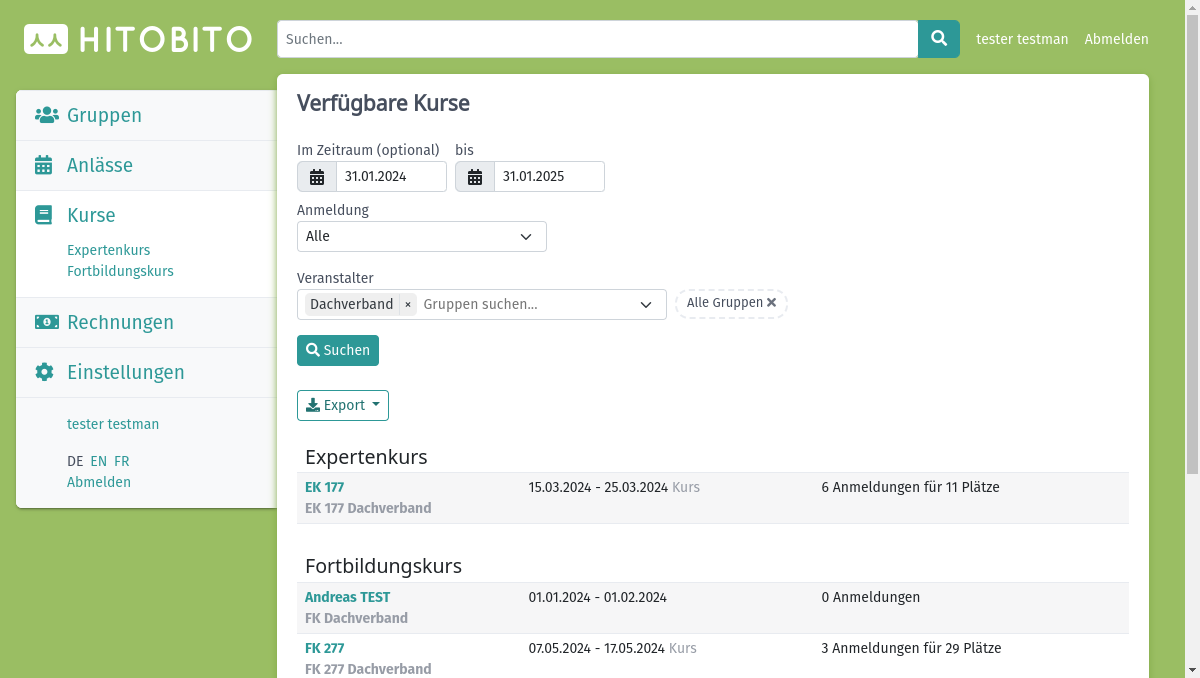 HITOBITO
Suchen...
tester testman Abmelden
Gruppen
Anlässe
Kurse
Expertenkurs
Fortbildungskurs
Rechnungen
Einstellungen
tester testman
DE EN FR
Abmelden
Verfügbare Kurse
Im Zeitraum (optional) bis
31.01.2024 31.01.2025
Anmeldung
Alle
Veranstalter
Dachverband × Gruppen suchen... Alle Gruppen ×
Suchen
Export
Expertenkurs
EK 177 15.03.2024 - 25.03.2024 Kurs 6 Anmeldungen für 11 Plätze
EK 177 Dachverband
Fortbildungskurs
Andreas TEST 01.01.2024 - 01.02.2024 0 Anmeldungen
FK Dachverband
FK 277 07.05.2024 - 17.05.2024 Kurs 3 Anmeldungen für 29 Plätze
FK 277 Dachverband